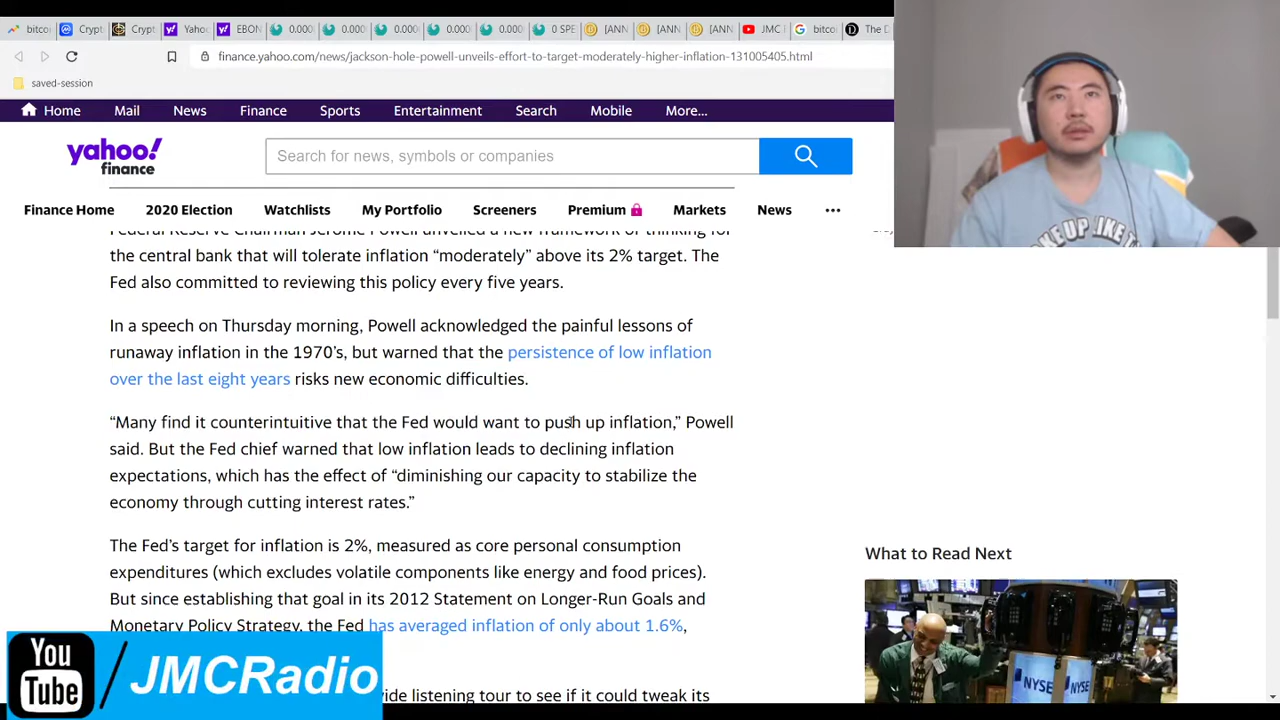 bitco
Crypt
Crypt
Yaho
EBON
0.000
0.000
0.000
0.000
0.000
0 SPE
[ANN
[ANN
[ANN
JMC
bitco
The D
finance.yahoo.com/news/jackson-hole-powell-unveils-effort-to-target-moderately-higher-inflation-131005405.html
saved-session
Home Mail News Finance Sports Entertainment Search Mobile More...
yahoo!
finance
Search for news, symbols or companies
Finance Home 2020 Election Watchlists My Portfolio Screeners Premium Markets News
Federal Reserve Chairman Jerome Powell unveiled a new framework of thinking for
the central bank that will tolerate inflation “moderately” above its 2% target. The
Fed also committed to reviewing this policy every five years.
In a speech on Thursday morning, Powell acknowledged the painful lessons of
runaway inflation in the 1970’s, but warned that the persistence of low inflation
over the last eight years risks new economic difficulties.
“Many find it counterintuitive that the Fed would want to push up inflation,” Powell
said. But the Fed chief warned that low inflation leads to declining inflation
expectations, which has the effect of “diminishing our capacity to stabilize the
economy through cutting interest rates.”
The Fed’s target for inflation is 2%, measured as core personal consumption
expenditures (which excludes volatile components like energy and food prices).
But since establishing that goal in its 2012 Statement on Longer-Run Goals and
Monetary Policy Strategy, the Fed has averaged inflation of only about 1.6%,
ide listening tour to see if it could tweak its
What to Read Next
NYSE
You
Tube
/JMCRadio